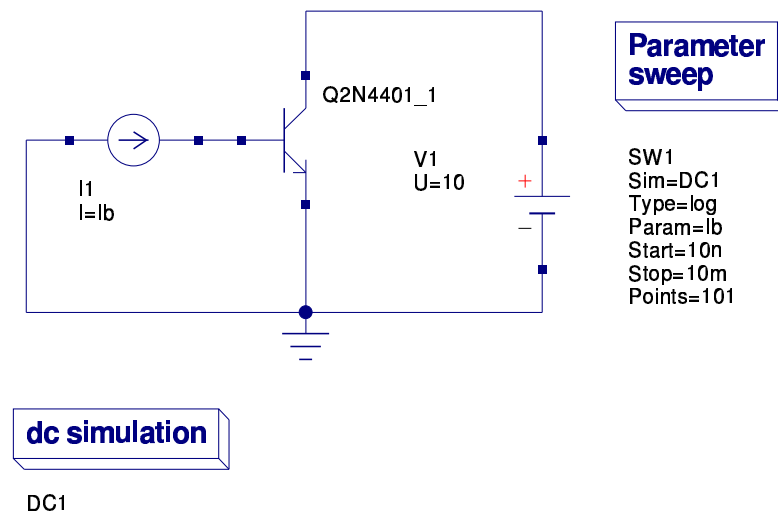 Q2N4401_1
I1
I=Ib
V1
U=10
+
−
Parameter
sweep
SW1
Sim=DC1
Type=log
Param=Ib
Start=10n
Stop=10m
Points=101
dc simulation
DC1